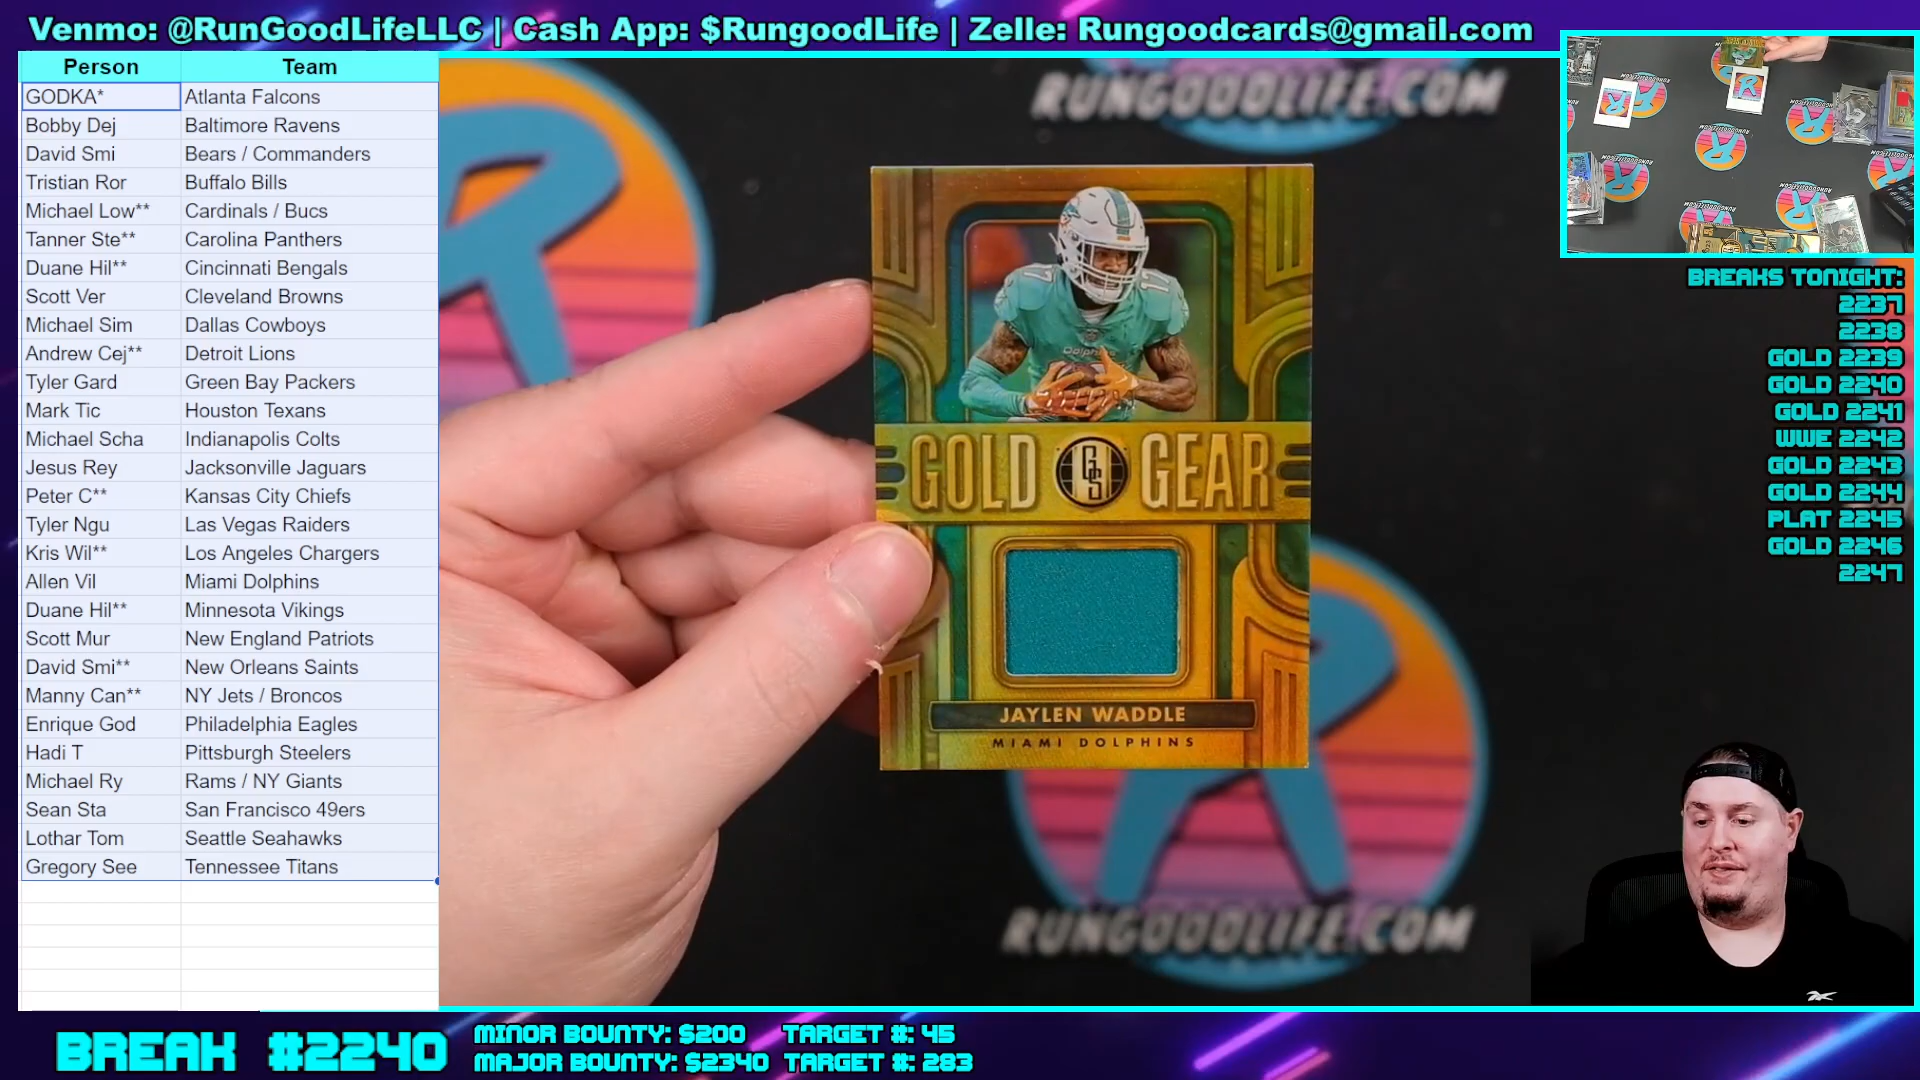 Venmo: @RunGoodLifeLLC | Cash App: $RungoodLife | Zelle: Rungoodcards@gmail.com
Person Team
GODKA* Atlanta Falcons
Bobby Dej Baltimore Ravens
David Smi Bears / Commanders
Tristian Ror Buffalo Bills
Michael Low** Cardinals / Bucs
Tanner Ste** Carolina Panthers
Duane Hil** Cincinnati Bengals
Scott Ver Cleveland Browns
Michael Sim Dallas Cowboys
Andrew Cej** Detroit Lions
Tyler Gard Green Bay Packers
Mark Tic Houston Texans
Michael Scha Indianapolis Colts
Jesus Rey Jacksonville Jaguars
Peter C** Kansas City Chiefs
Tyler Ngu Las Vegas Raiders
Kris Wil** Los Angeles Chargers
Allen Vil Miami Dolphins
Duane Hil** Minnesota Vikings
Scott Mur New England Patriots
David Smi** New Orleans Saints
Manny Can** NY Jets / Broncos
Enrique God Philadelphia Eagles
Hadi T Pittsburgh Steelers
Michael Ry Rams / NY Giants
Sean Sta San Francisco 49ers
Lothar Tom Seattle Seahawks
Gregory See Tennessee Titans
RUNGOODLIFE.COM
17 17
Dolphins
GOLD GS GEAR
JAYLEN WADDLE
MIAMI DOLPHINS
RUNGOODLIFE.COM
BREAKS TONIGHT:
2237
2238
GOLD 2239
GOLD 2240
GOLD 2241
WWE 2242
GOLD 2243
GOLD 2244
PLAT 2245
GOLD 2246
2247
BREAK #2240
MINOR BOUNTY: $200 TARGET #: 45
MAJOR BOUNTY: $2340 TARGET #: 283